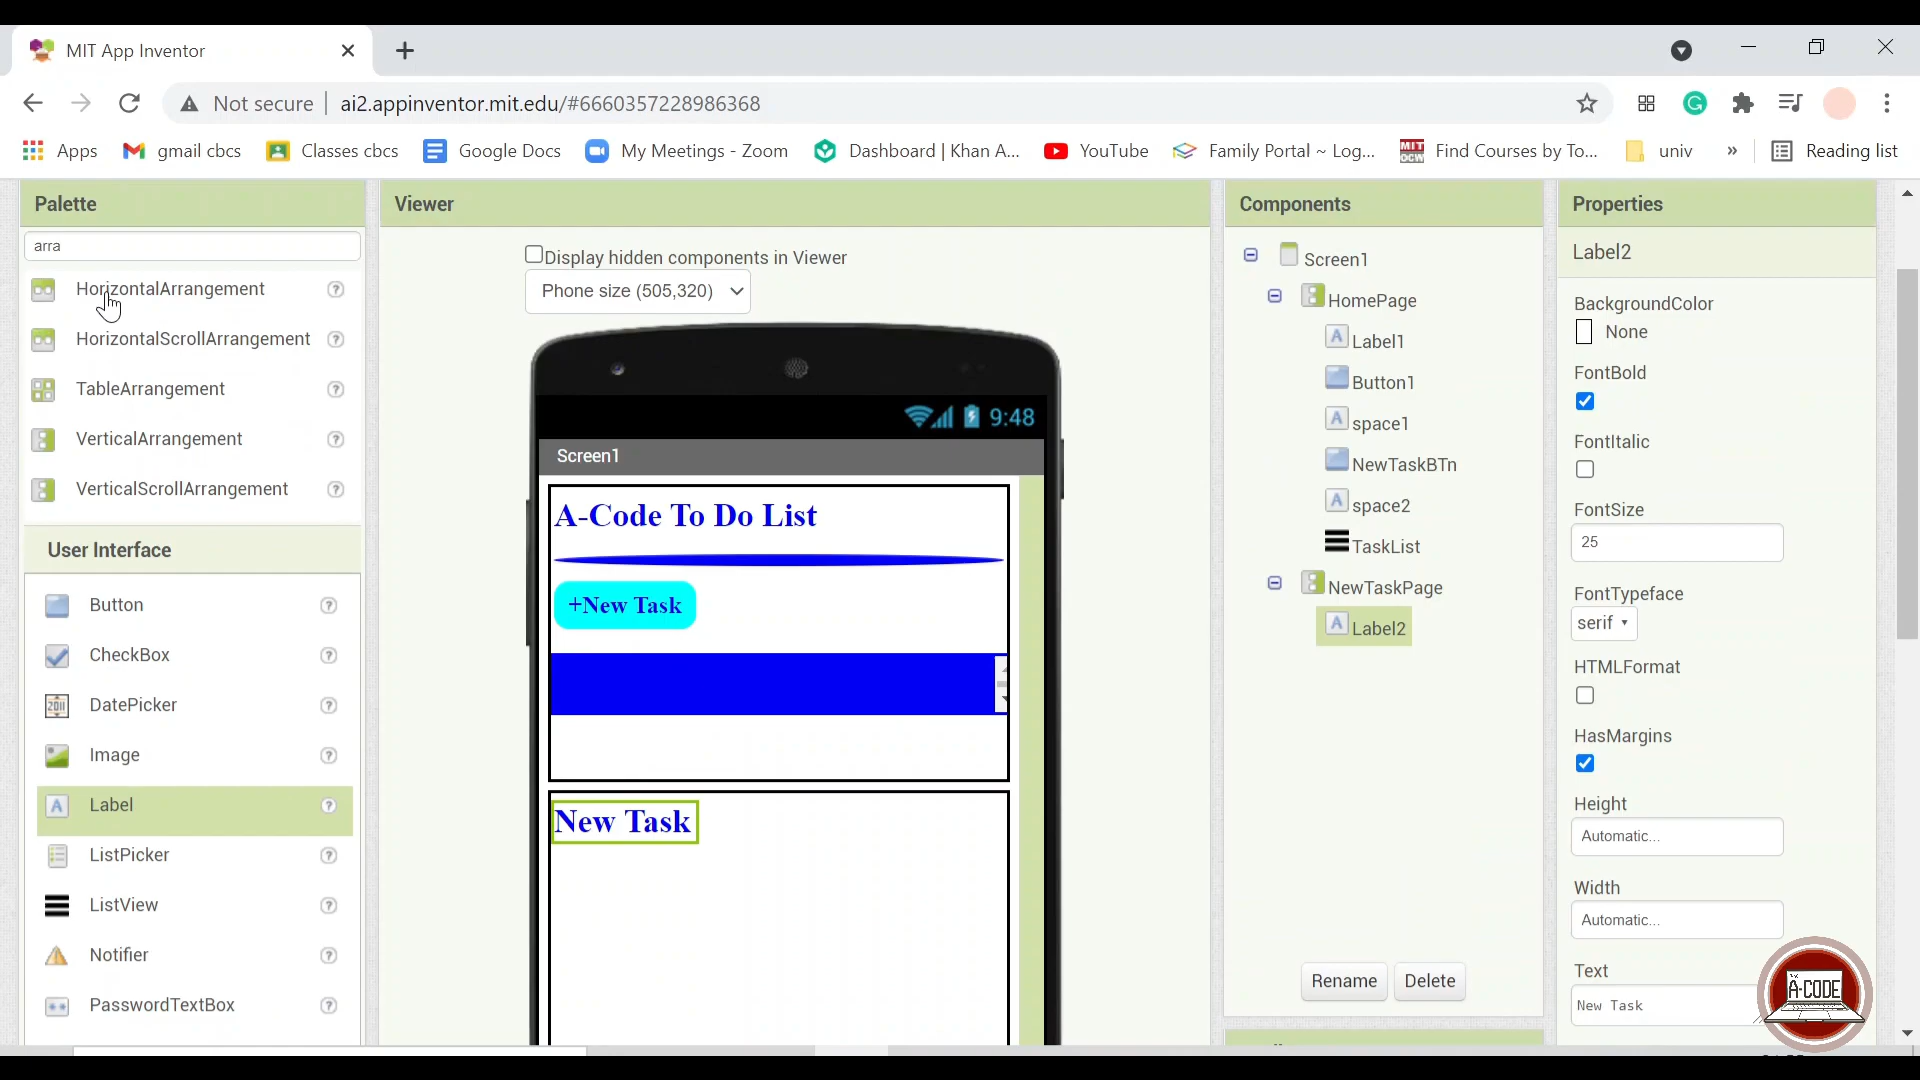 MIT App Inventor
Not secure
ai2.appinventor.mit.edu/#6660357228986368
Apps
gmail cbcs
Classes cbcs
Google Docs
My Meetings - Zoom
Dashboard | Khan A...
YouTube
Family Portal ~ Log...
MIT OCW
Find Courses by To...
univ
»
Reading list
Palette
arra
HorizontalArrangement
HorizontalScrollArrangement
TableArrangement
VerticalArrangement
VerticalScrollArrangement
User Interface
Button
CheckBox
DatePicker
Image
Label
ListPicker
ListView
Notifier
PasswordTextBox
Viewer
Display hidden components in Viewer
Phone size (505,320)
9:48
Screen1
A-Code To Do List
+New Task
New Task
Components
Screen1
HomePage
Label1
Button1
space1
NewTaskBTn
space2
TaskList
NewTaskPage
Label2
Rename
Delete
Properties
Label2
BackgroundColor
None
FontBold
FontItalic
FontSize
25
FontTypeface
serif
HTMLFormat
HasMargins
Height
Automatic...
Width
Automatic...
Text
New Task
A-CODE